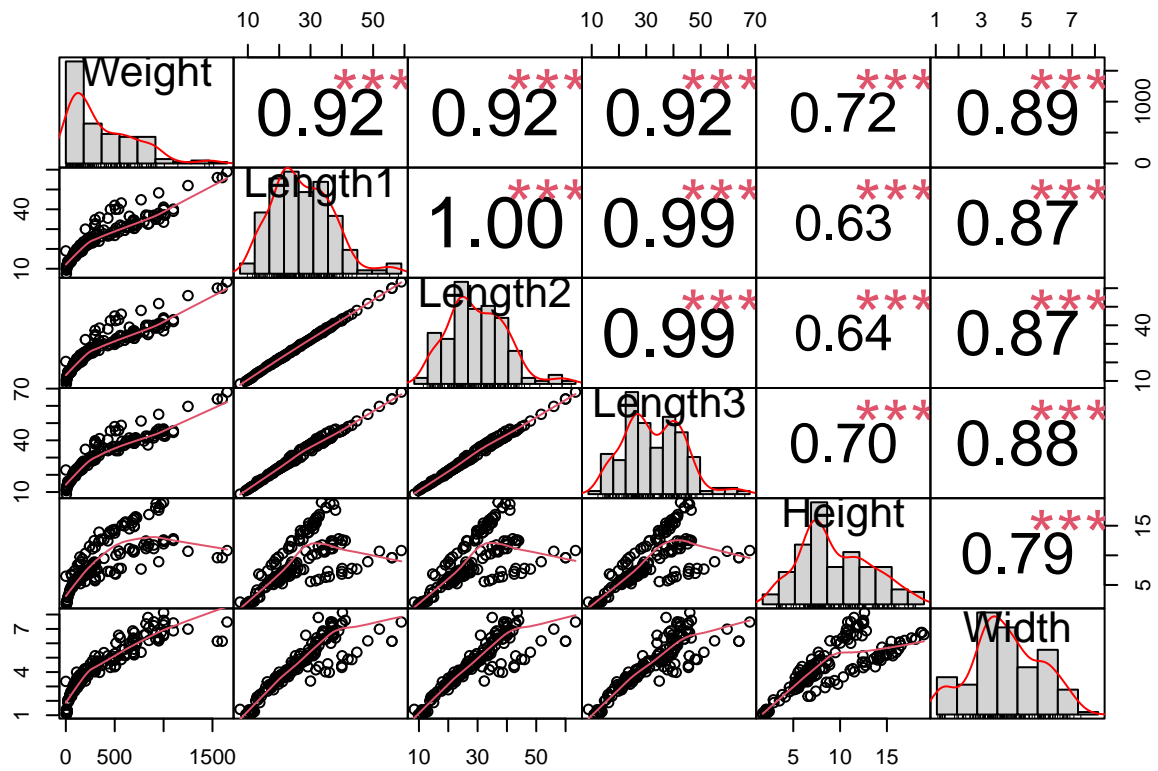 10 30 50 10 30 50 70 1 3 5 7
Weight 0.92 *** 0.92 *** 0.92 *** 0.72 *** 0.89 *** 0 1000
10 40 Length1 1.00 *** 0.99 *** 0.63 *** 0.87 ***
Length2 0.99 *** 0.64 *** 0.87 *** 10 40
10 40 70 Length3 0.70 *** 0.88 ***
Height 0.79 *** 5 15
1 4 7 Width
0 500 1500 10 30 50 5 10 15